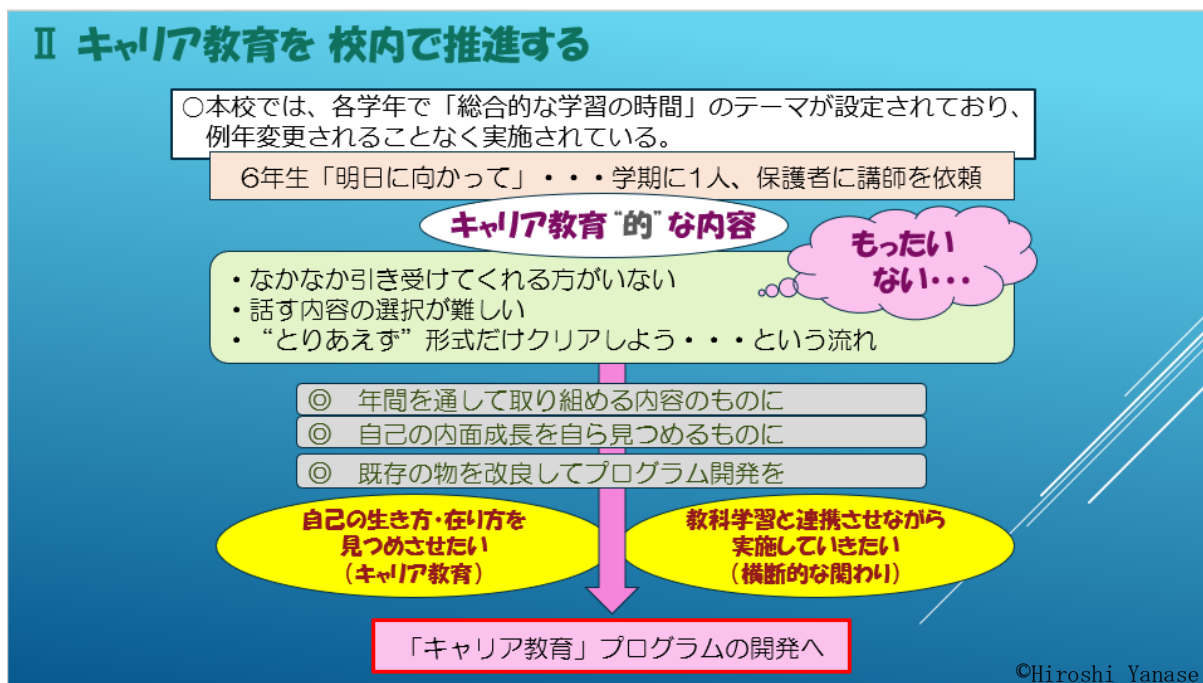 Ⅱ キャリア教育を 校内で推進する
○本校では、各学年で「総合的な学習の時間」のテーマが設定されており、
例年変更されることなく実施されている。
6年生「明日に向かって」・・・学期に1人、保護者に講師を依頼
キャリア教育“的”な内容
もったい
ない・・・
・なかなか引き受けてくれる方がいない
・話す内容の選択が難しい
・“とりあえず”形式だけクリアしよう・・・という流れ
◎ 年間を通して取り組める内容のものに
◎ 自己の内面成長を自ら見つめるものに
◎ 既存の物を改良してプログラム開発を
自己の生き方・在り方を
見つめさせたい
(キャリア教育)
教科学習と連携させながら
実施していきたい
(横断的な関わり)
「キャリア教育」プログラムの開発へ
©Hiroshi Yanase